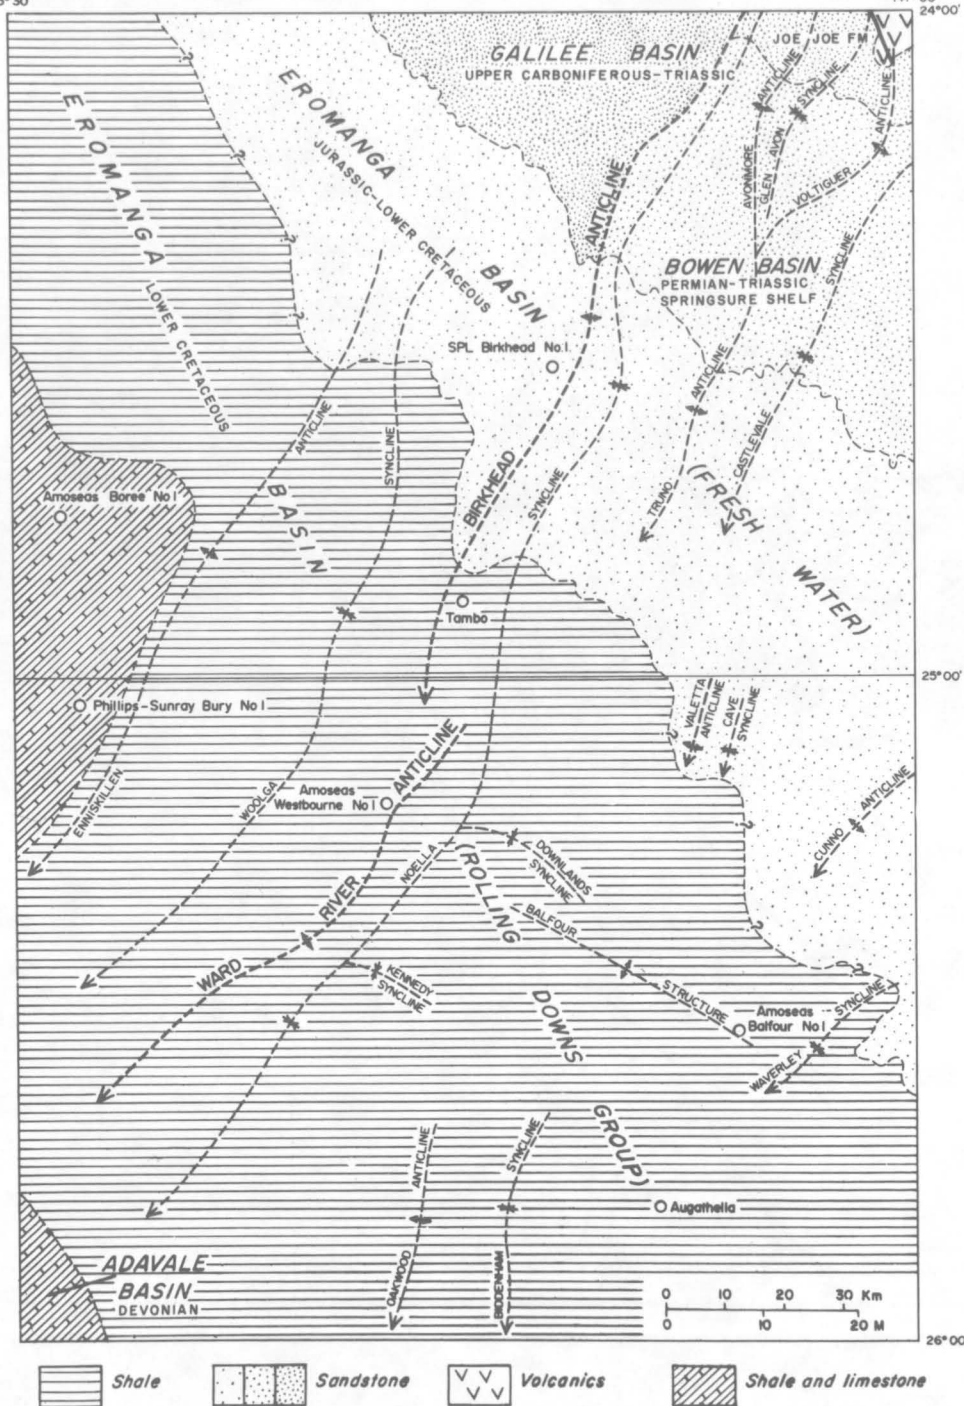 24°00'
GALILEE BASIN
UPPER CARBONIFEROUS-TRIASSIC
JOE JOE FM
EROMANGA
LOWER CRETACEOUS
BASIN
EROMANGA
JURASSIC-LOWER CRETACEOUS
BASIN
BIRKHEAD ANTICLINE
AVONMORE ANTICLINE
GLEN AVON SYNCLINE
VOLTIGUER ANTICLINE
BOWEN BASIN
PERMIAN-TRIASSIC
SPRINGSURE SHELF
SPL Birkhead No.1.
TRUNO ANTICLINE
CASTLEVALE SYNCLINE
(FRESH
WATER)
Amoseas Boree No 1
Tambo
25°00'
Phillips-Sunray Bury No 1
VALETTA
ANTICLINE
CAVE
SYNCLINE
ENNISKILLEN ANTICLINE
WOOLGA SYNCLINE
Amoseas
Westbourne No 1
WARD RIVER ANTICLINE
NOELLA SYNCLINE
CUNNO ANTICLINE
DOWNLANDS
SYNCLINE
(ROLLING
DOWNS
GROUP)
BALFOUR STRUCTURE
KENNEDY
SYNCLINE
Amoseas
Balfour No 1
WAVERLEY SYNCLINE
OAKWOOD ANTICLINE
BIDDENHAM SYNCLINE
Augathella
ADAVALE
BASIN
DEVONIAN
0 10 20 30 Km
0 10 20 M
26°00
Shale
Sandstone
Volcanics
Shale and limestone